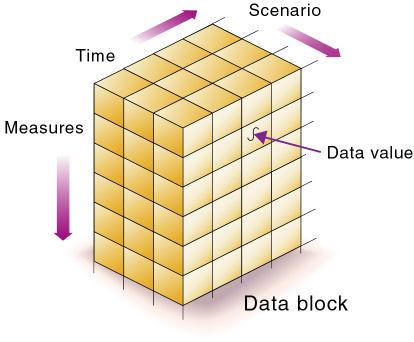 Scenario
Time
Measures
Data value
Data block